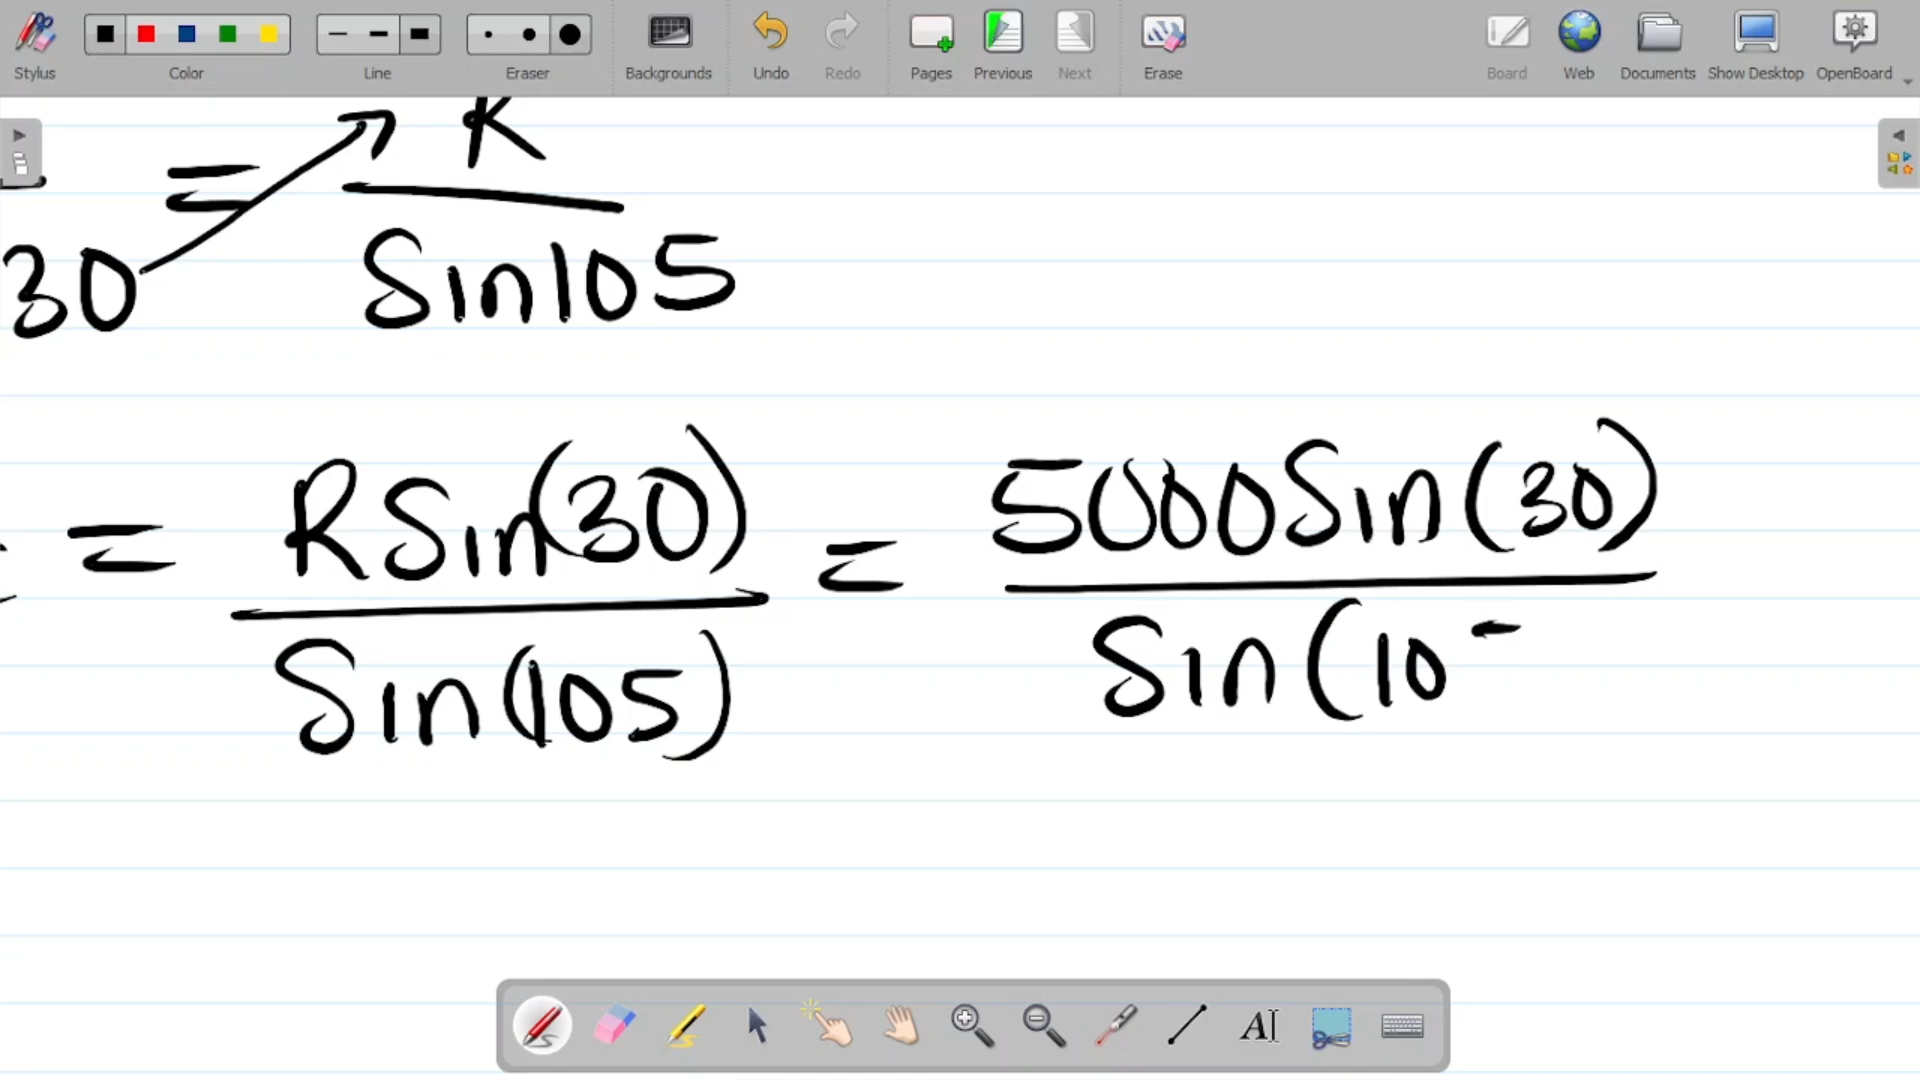 Stylus Color Line Eraser Backgrounds Undo Redo Pages Previous Next Erase Board Web Documents Show Desktop OpenBoard
= R
30 Sin105
= RSin(30) = 5000Sin(30)
Sin(105) Sin(10